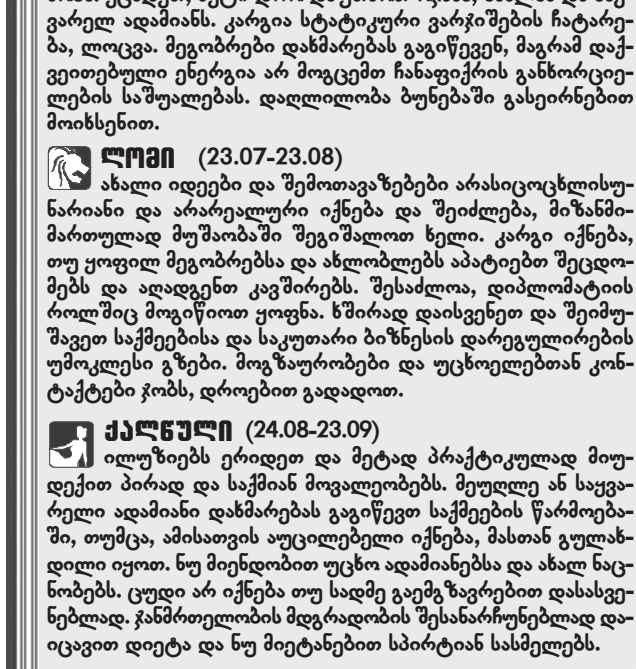 ვარელ ადამიანს. კარგია სტატიკური ვარჯიშების ჩატარე-
ბა, ლოცვა. მეგობრები დახმარებას გაგიწევენ, მაგრამ დაქ-
ვეითებული ენერგია არ მოგცემთ ჩანაფიქრის განხორციე-
ლების საშუალებას. დაღლილობა ბუნებაში გასეირნებით
მოიხსენით.
ლომი (23.07-23.08)
ახალი იდეები და შემოთავაზებები არასიცოცხლისუ-
ნარიანი და არარეალური იქნება და შეიძლება, მიზანმი-
მართულად მუშაობაში შეგიშალოთ ხელი. კარგი იქნება,
თუ ყოფილ მეგობრებსა და ახლობლებს აპატიებთ შეცდო-
მებს და აღადგენთ კავშირებს. შესაძლოა, დიპლომატიის
როლშიც მოგიწიოთ ყოფნა. ხშირად დაისვენეთ და შეიმუ-
შავეთ საქმეებისა და საკუთარი ბიზნესის დარეგულირების
უმოკლესი გზები. მოგზაურობები და უცხოელებთან კონ-
ტაქტები ჯობს, დროებით გადადოთ.
ქალწული (24.08-23.09)
ილუზიებს ერიდეთ და მეტად პრაქტიკულად მიუ-
დექით პირად და საქმიან მოვალეობებს. მეუღლე ან საყვა-
რელი ადამიანი დახმარებას გაგიწევთ საქმეების წარმოება-
ში, თუმცა, ამისათვის აუცილებელი იქნება, მასთან გულახ-
დილი იყოთ. ნუ მიენდობით უცხო ადამიანებსა და ახალ ნაც-
ნობებს. ცუდი არ იქნება თუ სადმე გაემგზავრებით დასასვე-
ნებლად. ჯანმრთელობის მდგრადობის შესანარჩუნებლად და-
იცავით დიეტა და ნუ მიეტანებით სპირტიან სასმელებს.